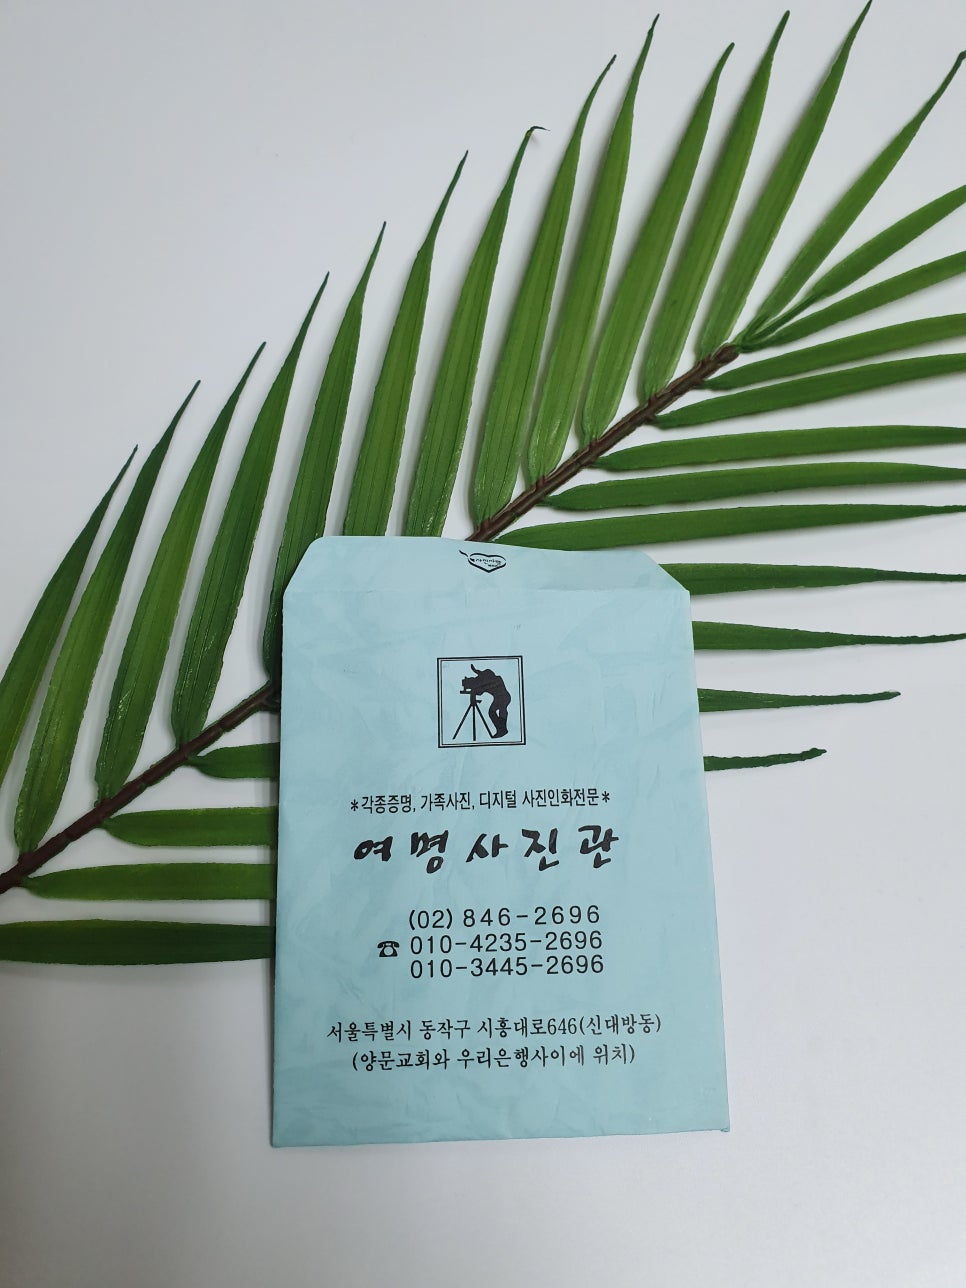 *각종증명, 가족사진, 디지털 사진인화전문*
여명사진관
(02) 846-2696
☎ 010-4235-2696
010-3445-2696
서울특별시 동작구 시흥대로646(신대방동)
(양문교회와 우리은행사이에 위치)